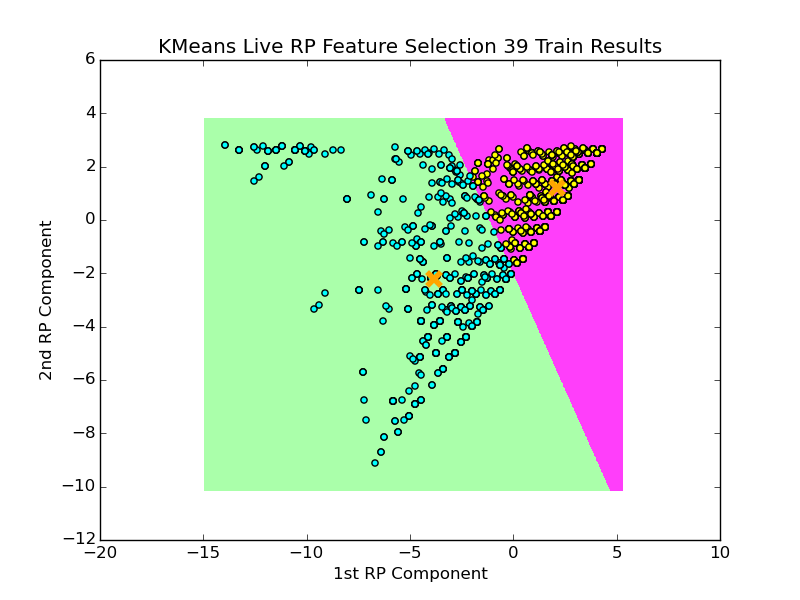 KMeans Live RP Feature Selection 39 Train Results
6
4
2
0
−2
−4
−6
−8
−10
−12
2nd RP Component
−20 −15 −10 −5 0 5 10
1st RP Component